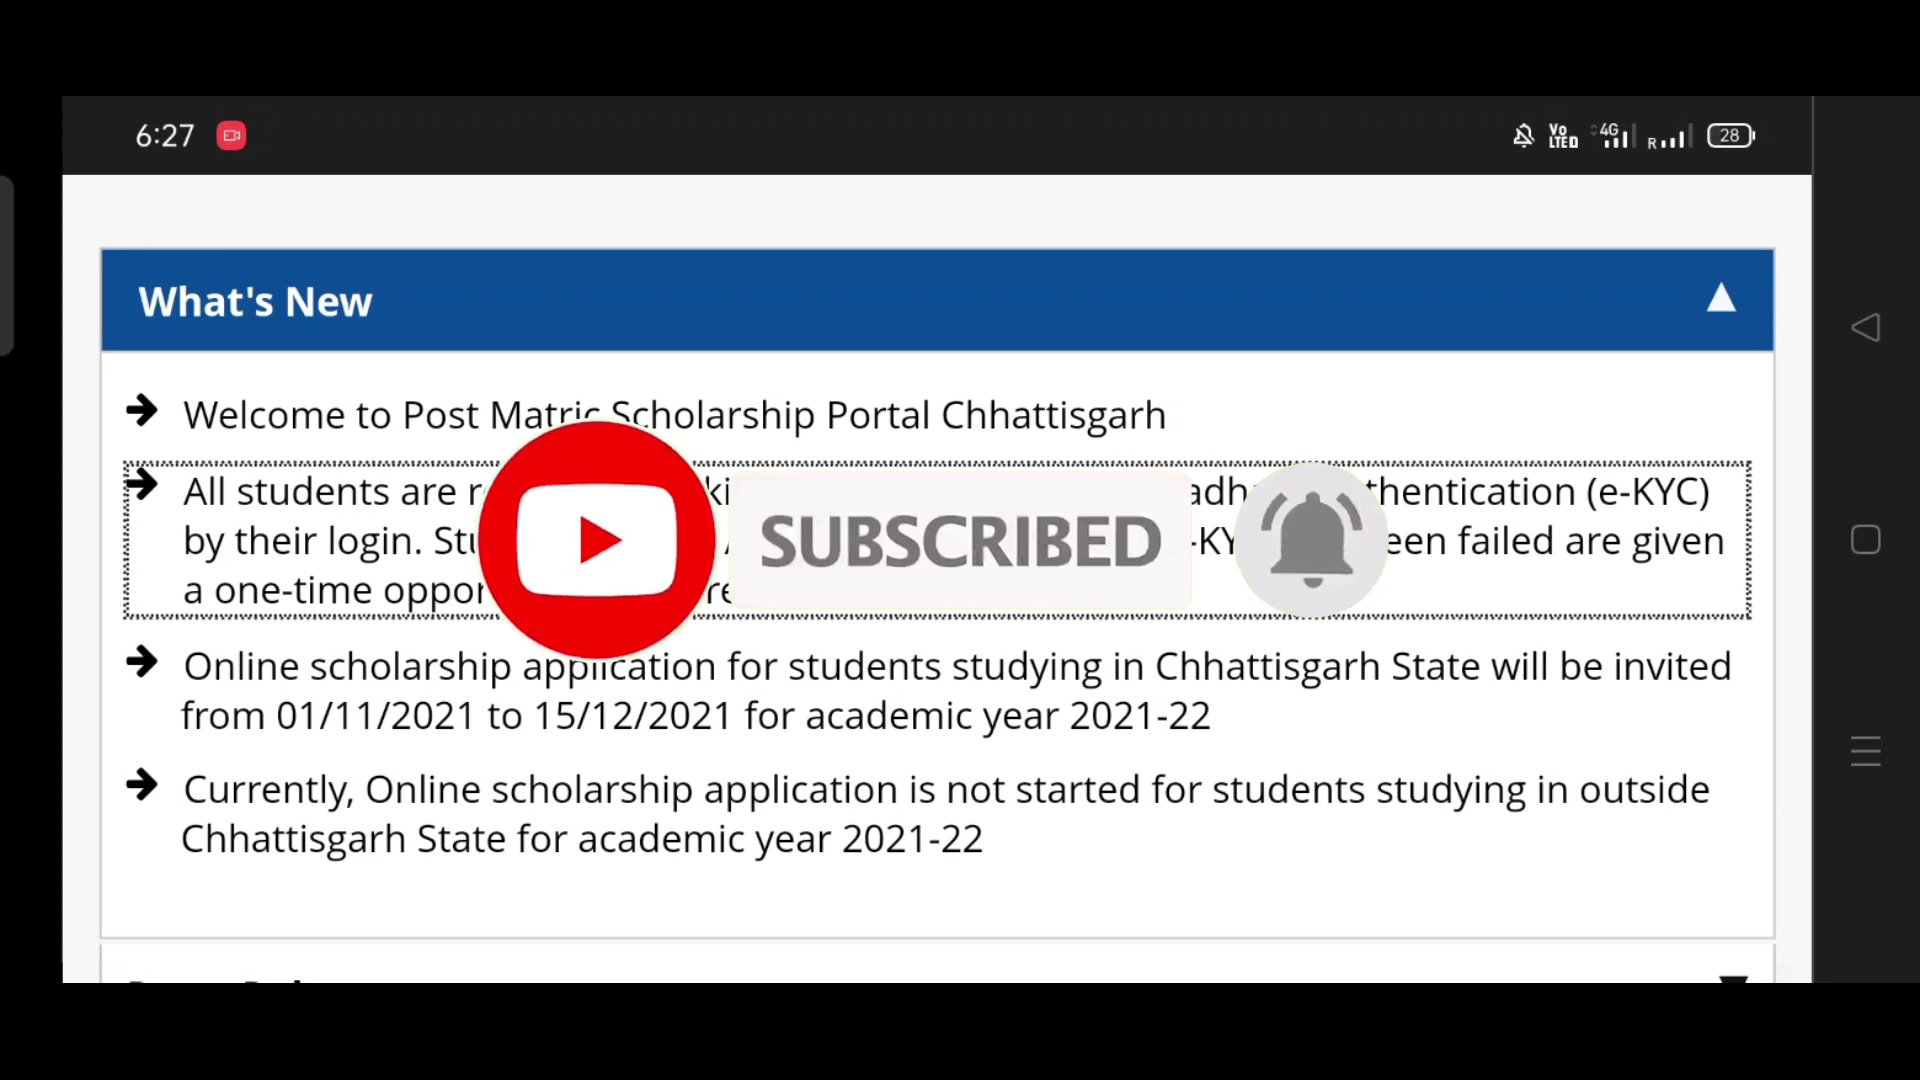 6:27
Vo LTE 4G R 28
What's New
Welcome to Post Matric Scholarship Portal Chhattisgarh
All students are thentication (e-KYC)
by their login. failed are given
a one-time
SUBSCRIBED
Online scholarship application for students studying in Chhattisgarh State will be invited
from 01/11/2021 to 15/12/2021 for academic year 2021-22
Currently, Online scholarship application is not started for students studying in outside
Chhattisgarh State for academic year 2021-22